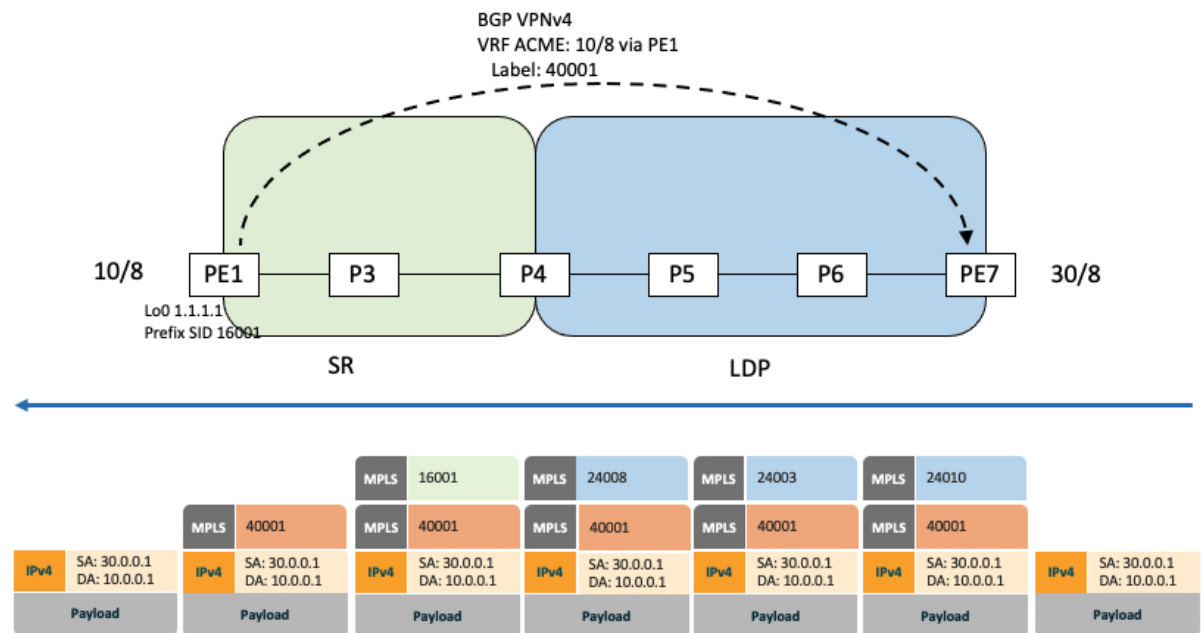 BGP VPNv4
VRF ACME: 10/8 via PE1
Label: 40001
10/8
PE1
P3
P4
P5
P6
PE7
30/8
Lo0 1.1.1.1
Prefix SID 16001
SR
LDP
MPLS 16001
MPLS 24008
MPLS 24003
MPLS 24010
MPLS 40001
MPLS 40001
MPLS 40001
MPLS 40001
MPLS 40001
IPv4 SA: 30.0.0.1
DA: 10.0.0.1
IPv4 SA: 30.0.0.1
DA: 10.0.0.1
IPv4 SA: 30.0.0.1
DA: 10.0.0.1
IPv4 SA: 30.0.0.1
DA: 10.0.0.1
IPv4 SA: 30.0.0.1
DA: 10.0.0.1
IPv4 SA: 30.0.0.1
DA: 10.0.0.1
IPv4 SA: 30.0.0.1
DA: 10.0.0.1
Payload
Payload
Payload
Payload
Payload
Payload
Payload